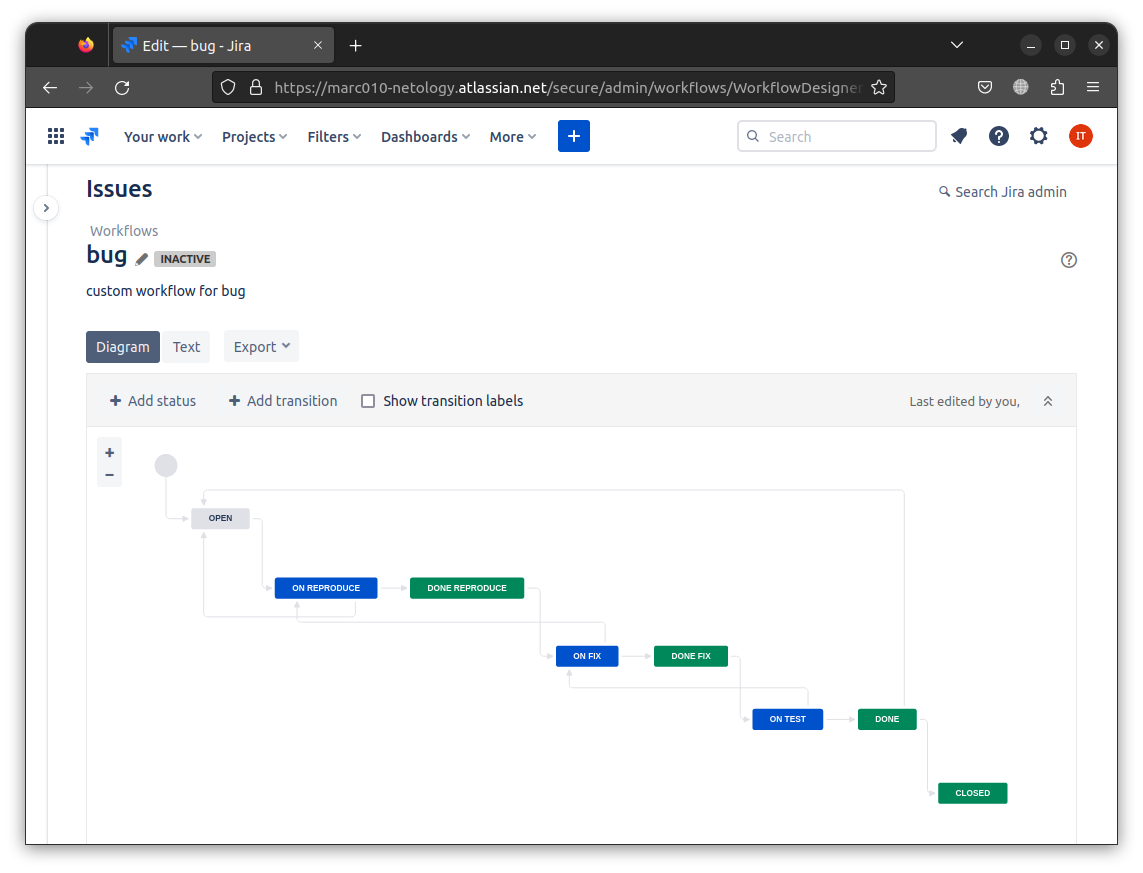 Edit — bug - Jira
https://marc010-netology.atlassian.net/secure/admin/workflows/WorkflowDesigner
Your work Projects Filters Dashboards More + Search ? IT
Issues
Search Jira admin
Workflows
bug INACTIVE
custom workflow for bug
Diagram Text Export
+ Add status + Add transition Show transition labels Last edited by you,
+
−
OPEN
ON REPRODUCE DONE REPRODUCE
ON FIX DONE FIX
ON TEST DONE
CLOSED